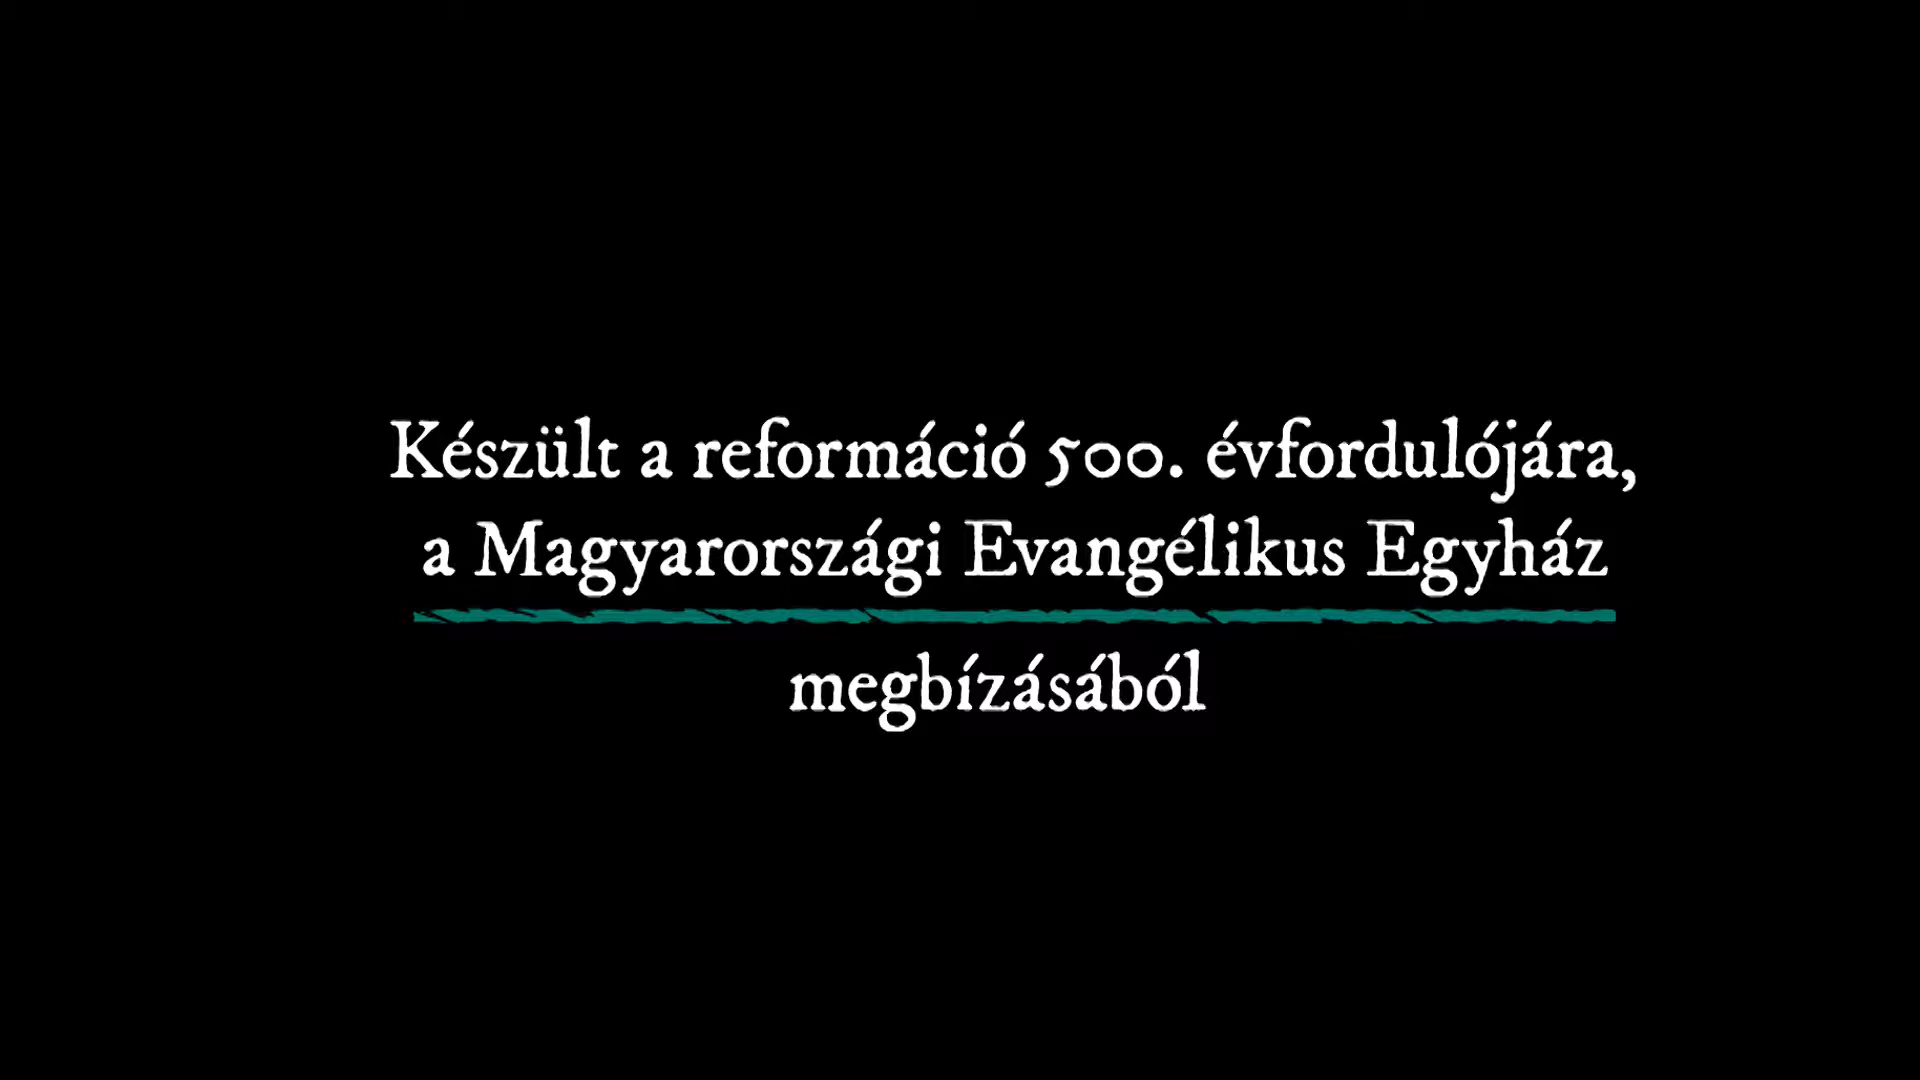 Készült a reformáció 500. évfordulójára,
a Magyarországi Evangélikus Egyház
megbízásából